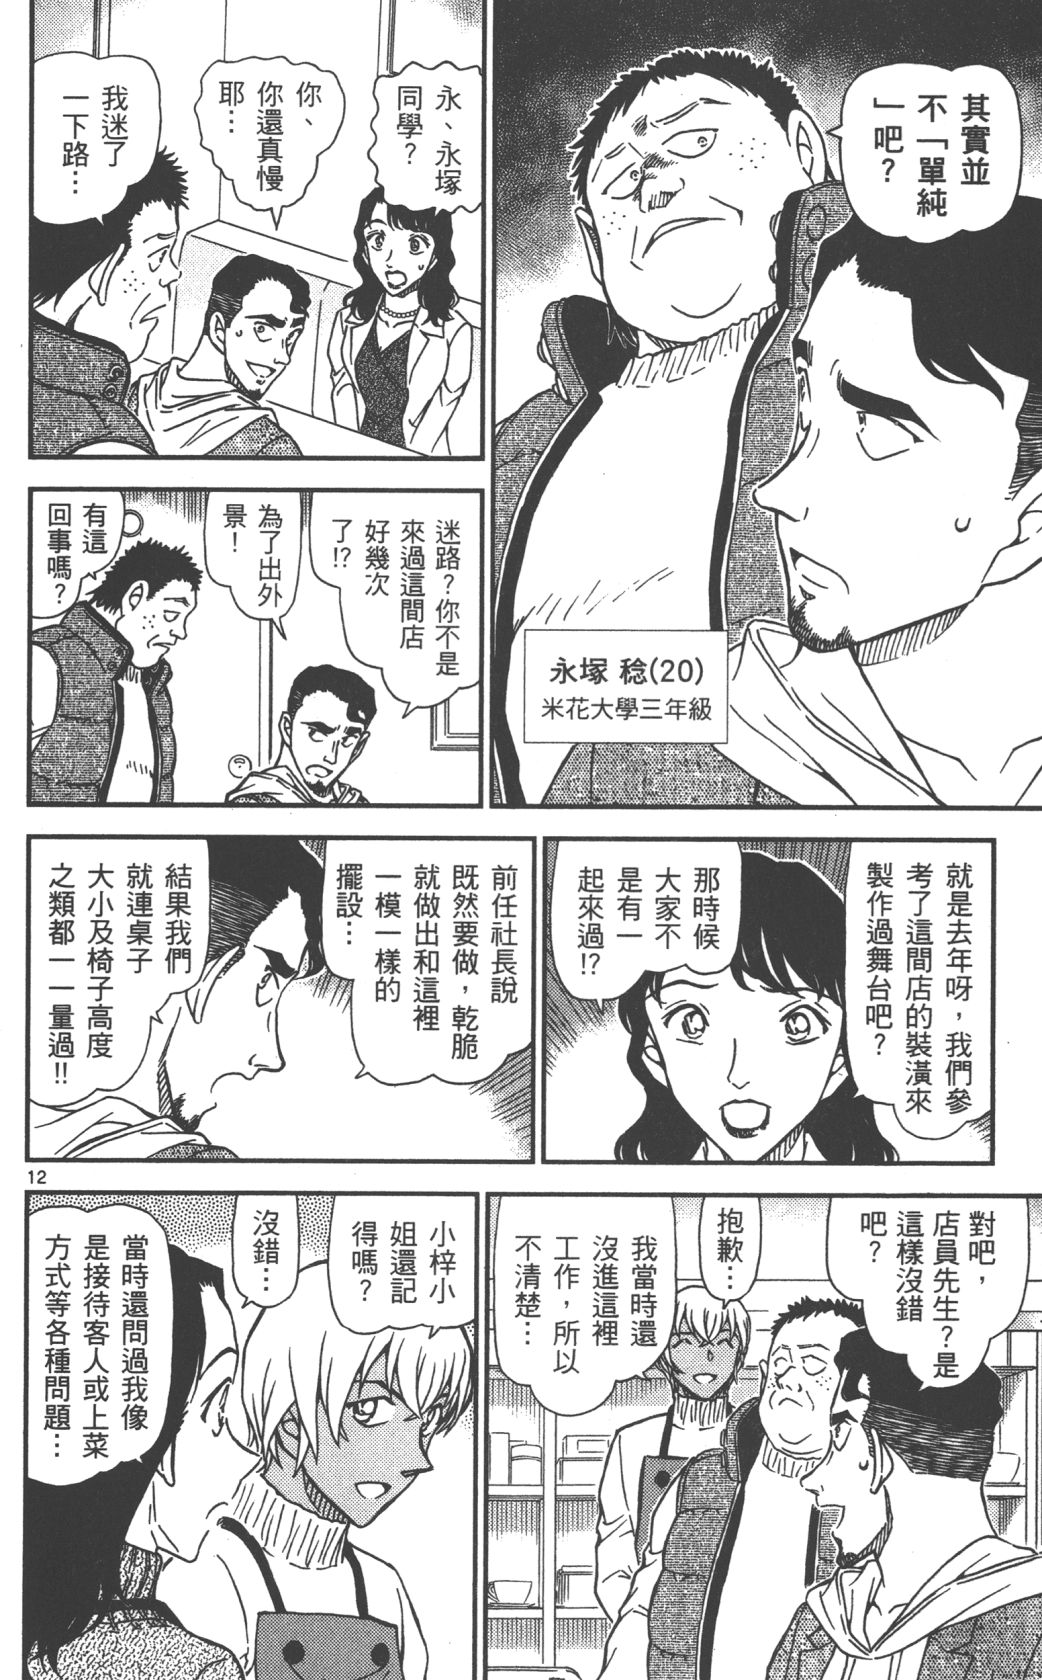 其實並
不「單純
」吧？
永塚 稔(20)
米花大學三年級
永、永塚
同學？
你、
你還真慢
耶…
我迷了
一下路…
迷路？你不是
來過這間店
好幾次
了!?
為了出外
景！
有這
回事嗎？
就是去年呀，我們參
考了這間店的裝潢來
製作過舞台吧？
那時候
大家不
是有一
起來過!?
前任社長說
既然要做，乾脆
就做出和這裡
一模一樣的
擺設…
結果我們
就連桌子
大小及椅子高度
之類都一一量過!!
12
對吧，
店員先生？是
這樣沒錯
吧？
抱歉…
我當時還
沒進這裡
工作，所以
不清楚…
小梓小
姐還記
得嗎？
沒錯…
當時還問過我像
是接待客人或上菜
方式等各種問題…